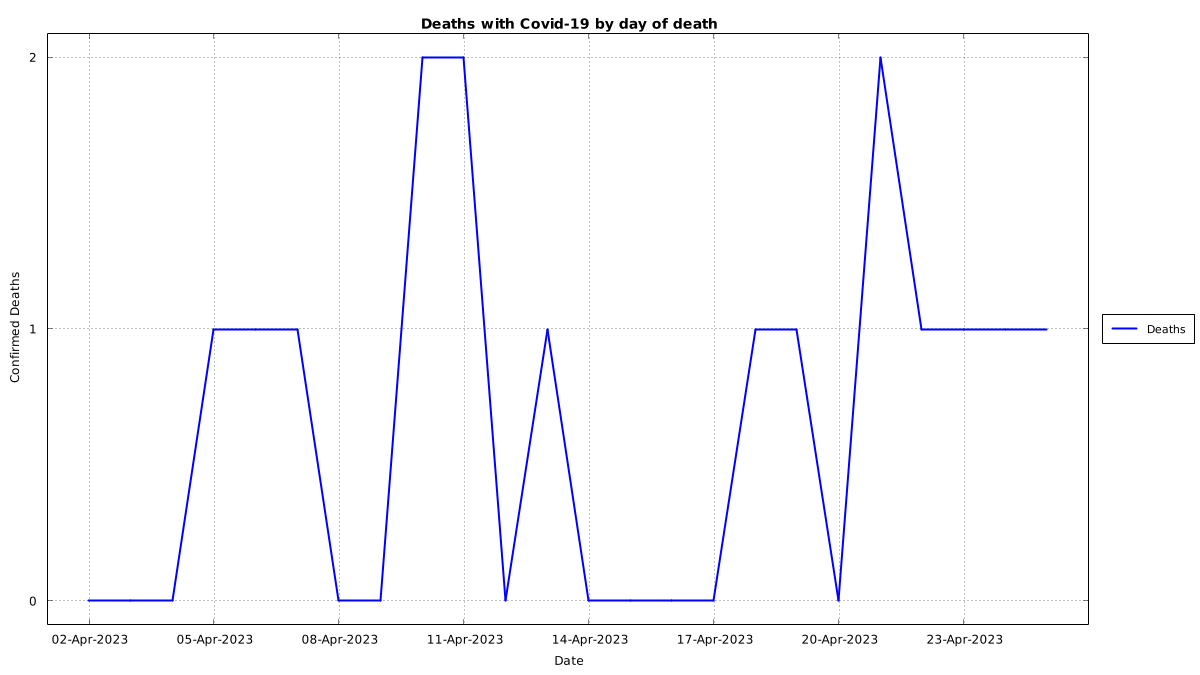 Deaths with Covid-19 by day of death
2
1
0
Confirmed Deaths
02-Apr-2023 05-Apr-2023 08-Apr-2023 11-Apr-2023 14-Apr-2023 17-Apr-2023 20-Apr-2023 23-Apr-2023
Date
Deaths